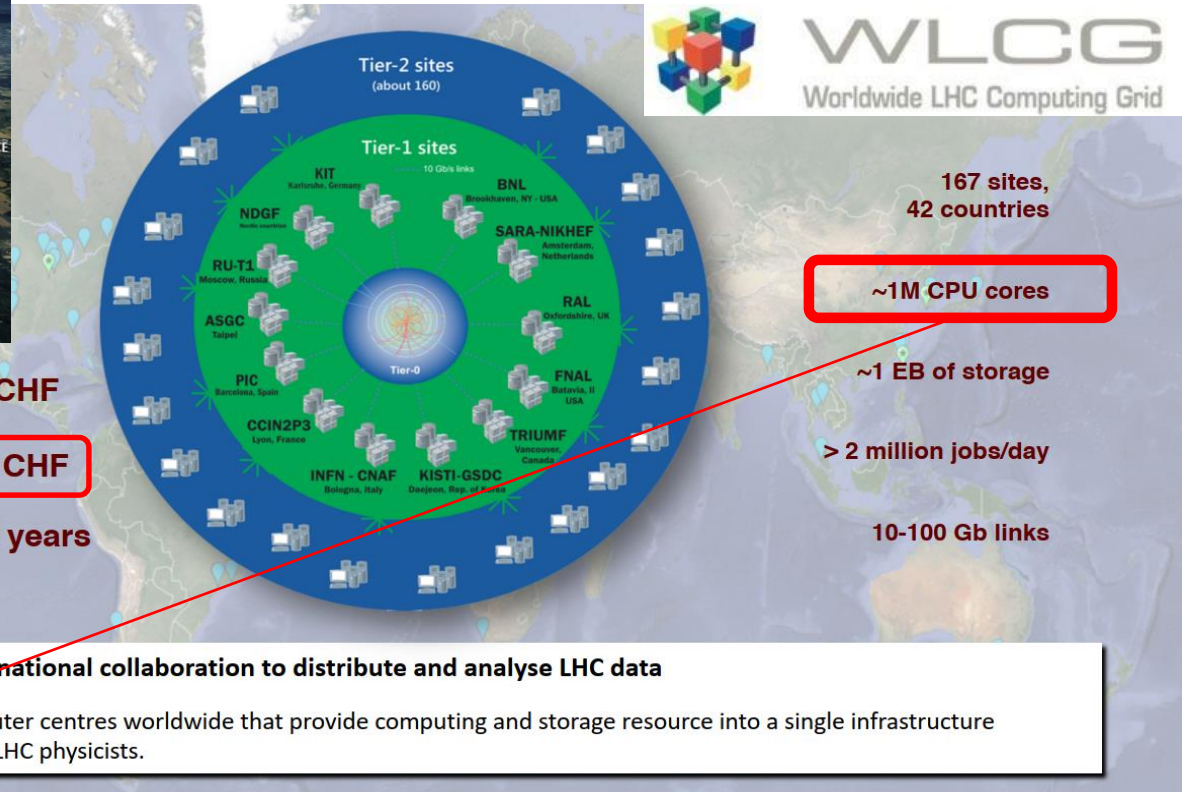 WLCG
Worldwide LHC Computing Grid
Tier-2 sites
(about 160)
Tier-1 sites
10 Gb/s links
KIT
Karlsruhe, Germany
BNL
Brookhaven, NY - USA
NDGF
Nordic countries
SARA-NIKHEF
Amsterdam,
Netherlands
RU-T1
Moscow, Russia
RAL
Oxfordshire, UK
ASGC
Taipei
Tier-0
PIC
Barcelona, Spain
FNAL
Batavia, Il
USA
CCIN2P3
Lyon, France
TRIUMF
Vancouver,
Canada
INFN - CNAF
Bologna, Italy
KISTI-GSDC
Daejeon, Rep. of Korea
167 sites,
42 countries
~1M CPU cores
~1 EB of storage
> 2 million jobs/day
10-100 Gb links
CHF
CHF
years
national collaboration to distribute and analyse LHC data
uter centres worldwide that provide computing and storage resource into a single infrastructure
LHC physicists.